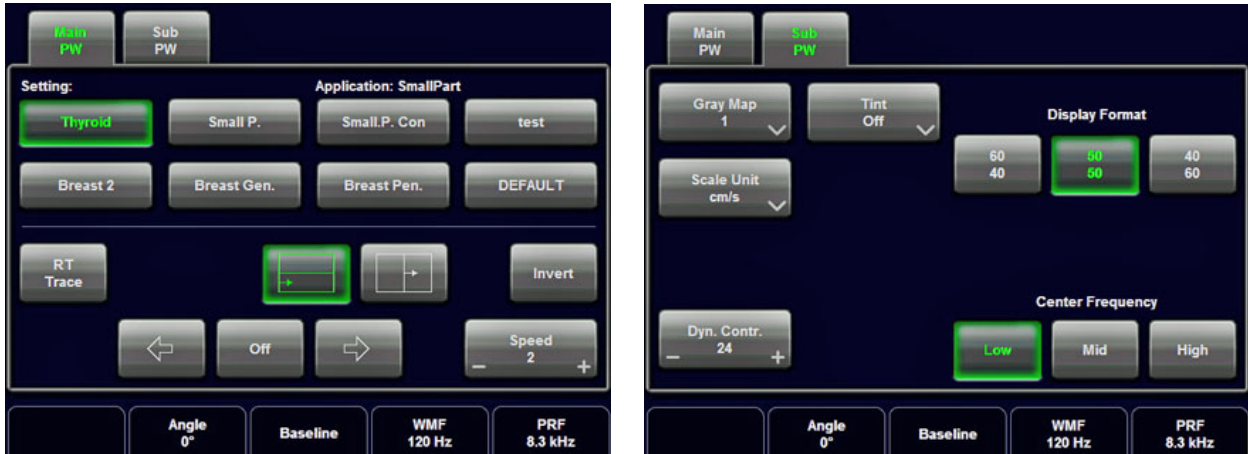 Main
PW
Sub
PW
Setting:
Application: SmallPart
Thyroid
Small P.
Small.P. Con
test
Breast 2
Breast Gen.
Breast Pen.
DEFAULT
RT
Trace
Invert
Off
Speed
2
- +
Angle
0°
Baseline
WMF
120 Hz
PRF
8.3 kHz
Main
PW
Sub
PW
Gray Map
1
Tint
Off
Display Format
60
40
50
50
40
60
Scale Unit
cm/s
Center Frequency
Dyn. Contr.
24
- +
Low
Mid
High
Angle
0°
Baseline
WMF
120 Hz
PRF
8.3 kHz